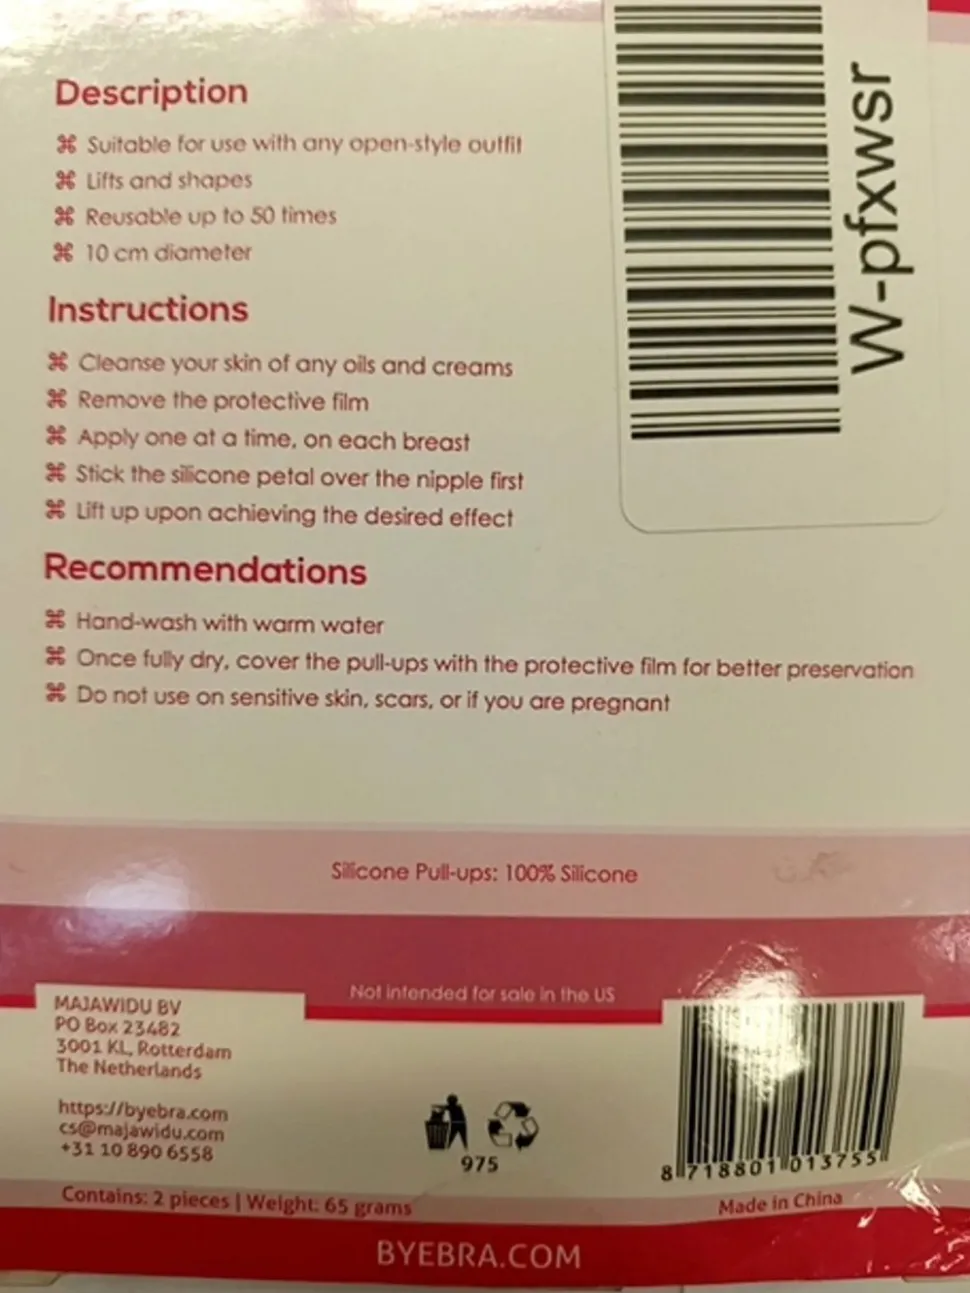 Description
⌘ Suitable for use with any open-style outfit
⌘ Lifts and shapes
⌘ Reusable up to 50 times
⌘ 10 cm diameter
Instructions
⌘ Cleanse your skin of any oils and creams
⌘ Remove the protective film
⌘ Apply one at a time, on each breast
⌘ Stick the silicone petal over the nipple first
⌘ Lift up upon achieving the desired effect
Recommendations
⌘ Hand-wash with warm water
⌘ Once fully dry, cover the pull-ups with the protective film for better preservation
⌘ Do not use on sensitive skin, scars, or if you are pregnant
W-pfxwsr
Silicone Pull-ups: 100% Silicone
Not intended for sale in the US
MAJAWIDU BV
PO Box 23482
3001 KL, Rotterdam
The Netherlands
https://byebra.com
cs@majawidu.com
+31 10 890 6558
975
8 718801 013755
Contains: 2 pieces | Weight: 65 grams
Made in China
BYEBRA.COM